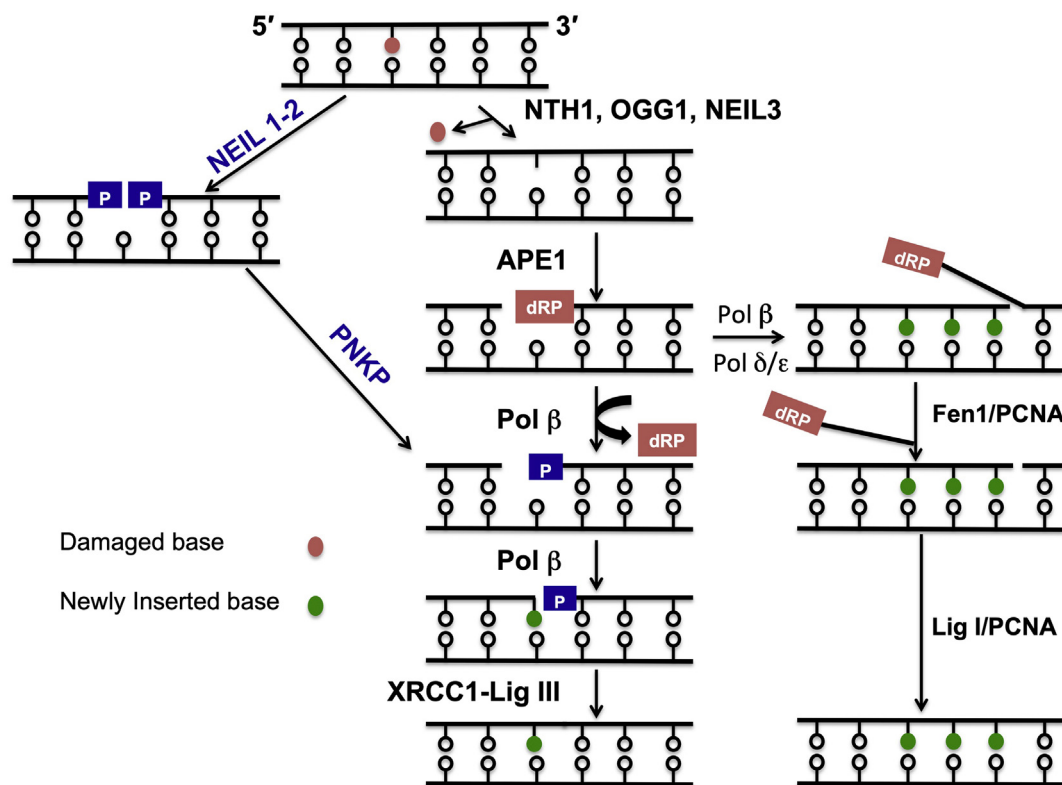 5′ 3′
NEIL 1-2
NTH1, OGG1, NEIL3
P P
APE1
dRP
dRP
Pol β
Pol δ/ε
PNKP
Pol β
dRP
dRP
Fen1/PCNA
P
Damaged base
Pol β
Newly Inserted base
P
Lig I/PCNA
XRCC1-Lig III